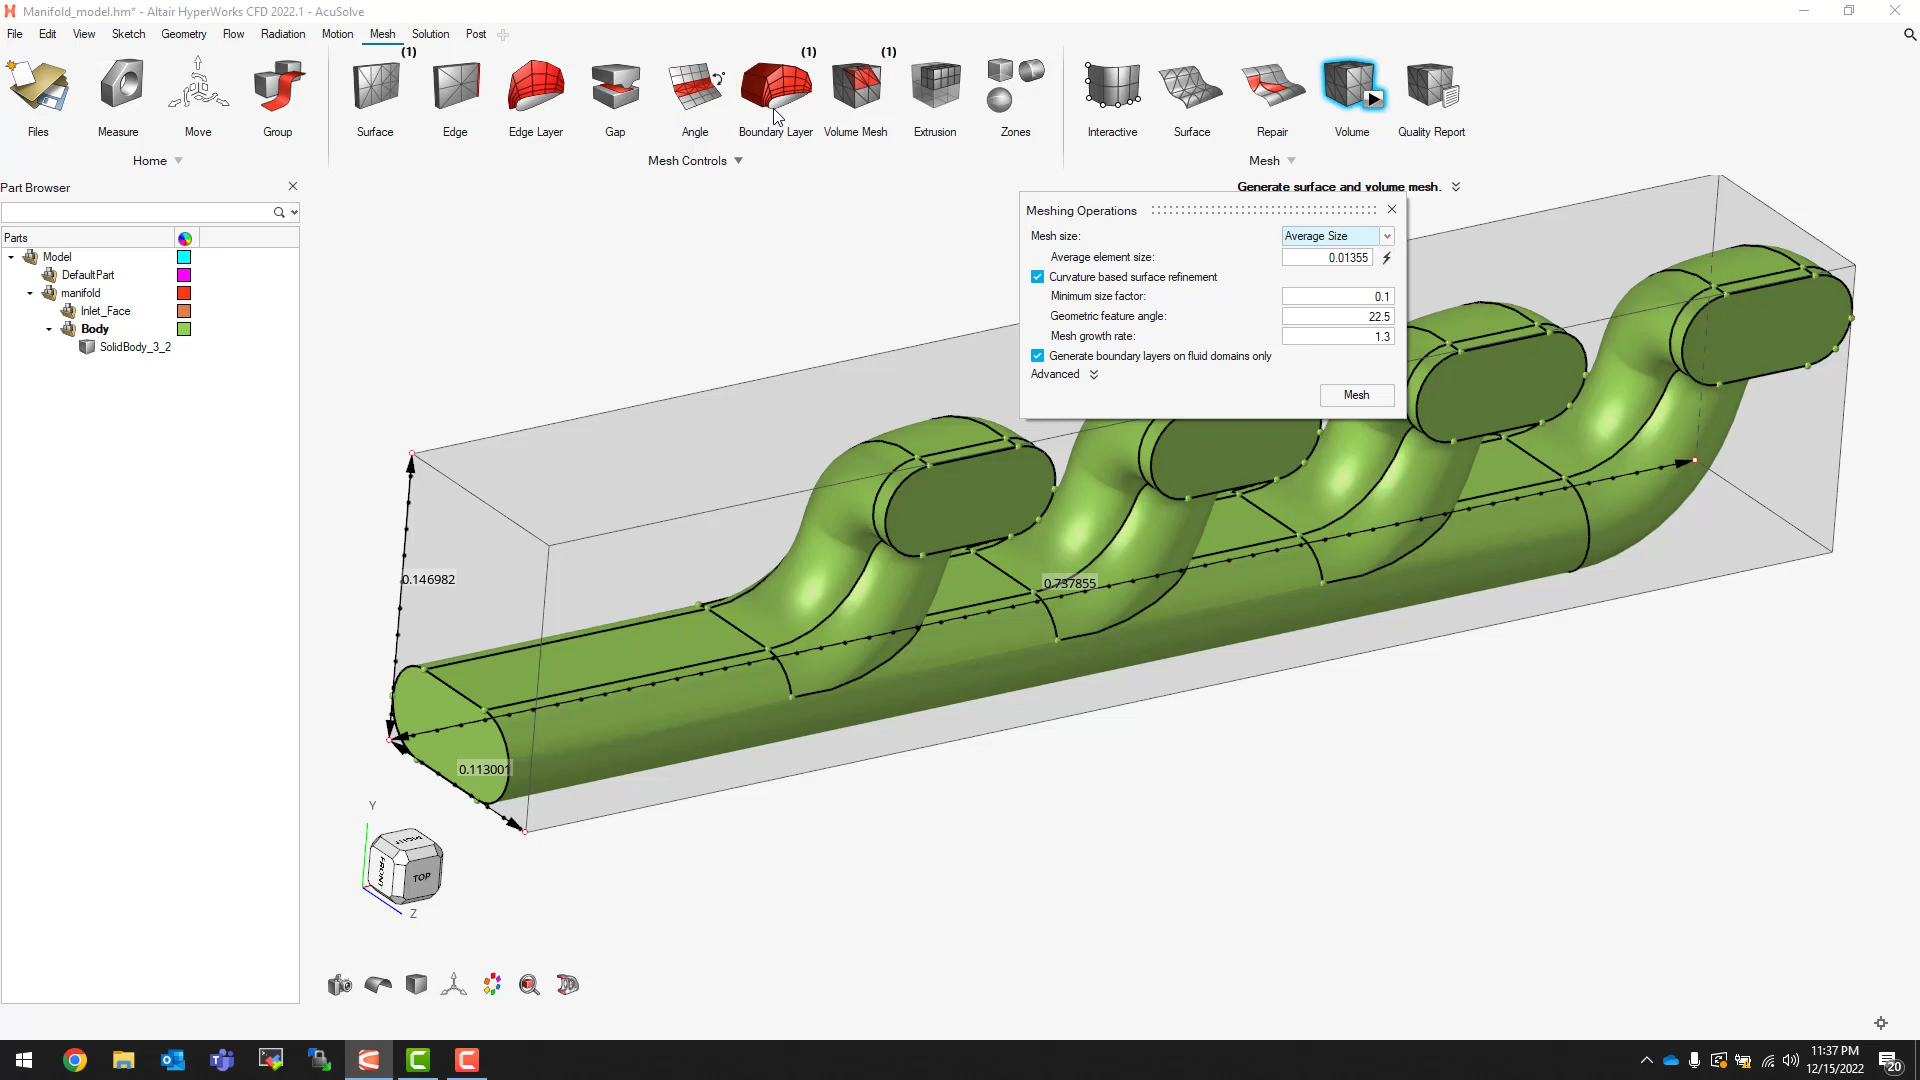 Manifold_model.hm* - Altair HyperWorks CFD 2022.1 - AcuSolve
File Edit View Sketch Geometry Flow Radiation Motion Mesh Solution Post
(1) (1) (1)
Files Measure Move Group Surface Edge Edge Layer Gap Angle Boundary Layer Volume Mesh Extrusion Zones Interactive Surface Repair Volume Quality Report
Home Mesh Controls Mesh
Part Browser
Generate surface and volume mesh.
Meshing Operations
Mesh size: Average Size
Average element size: 0.01355
Curvature based surface refinement
Minimum size factor: 0.1
Geometric feature angle: 22.5
Mesh growth rate: 1.3
Generate boundary layers on fluid domains only
Advanced
Mesh
Parts
Model
DefaultPart
manifold
Inlet_Face
Body
SolidBody_3_2
0.146982
0.737855
0.113001
Y
RIGHT
FRONT
TOP
Z
11:37 PM
12/15/2022
20